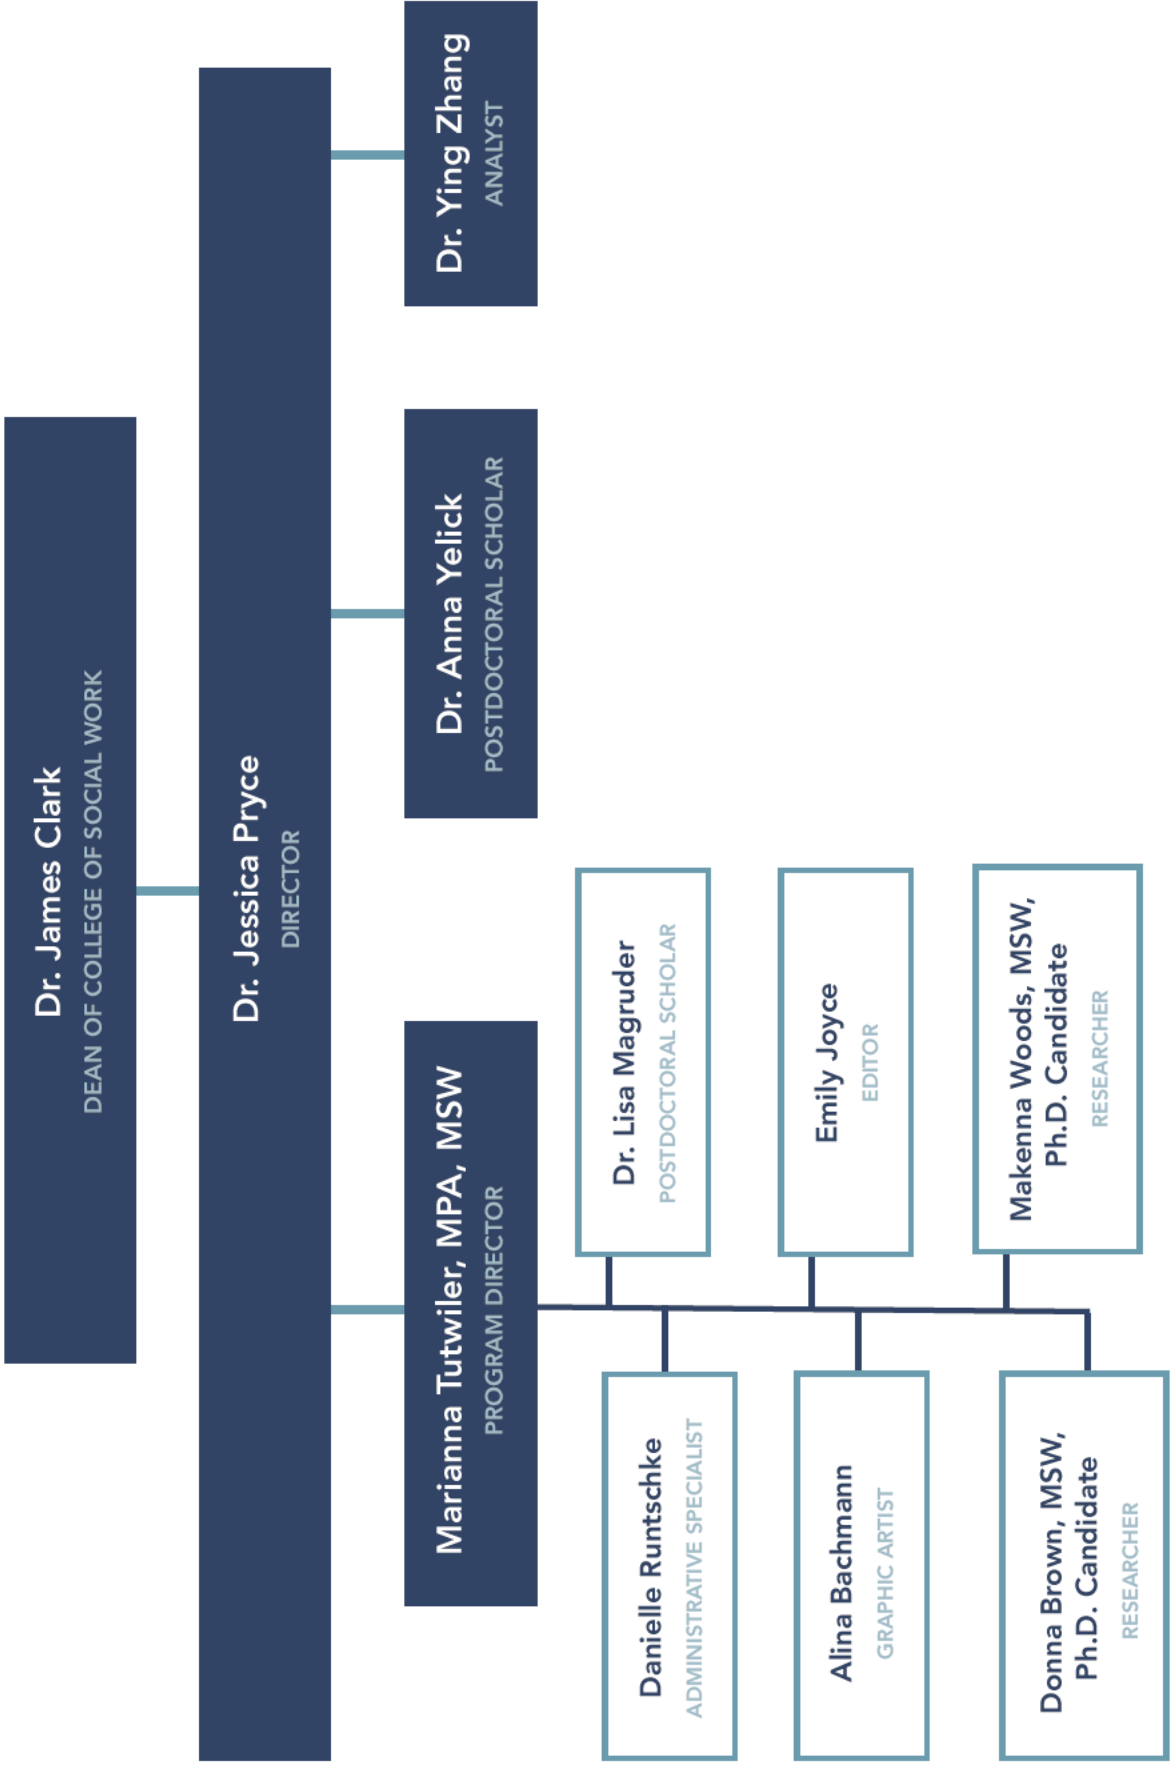 Dr. James Clark
DEAN OF COLLEGE OF SOCIAL WORK
Dr. Jessica Pryce
DIRECTOR
Marianna Tutwiler, MPA, MSW
PROGRAM DIRECTOR
Dr. Anna Yelick
POSTDOCTORAL SCHOLAR
Dr. Ying Zhang
ANALYST
Danielle Runtschke
ADMINISTRATIVE SPECIALIST
Dr. Lisa Magruder
POSTDOCTORAL SCHOLAR
Alina Bachmann
GRAPHIC ARTIST
Emily Joyce
EDITOR
Donna Brown, MSW,
Ph.D. Candidate
RESEARCHER
Makenna Woods, MSW,
Ph.D. Candidate
RESEARCHER